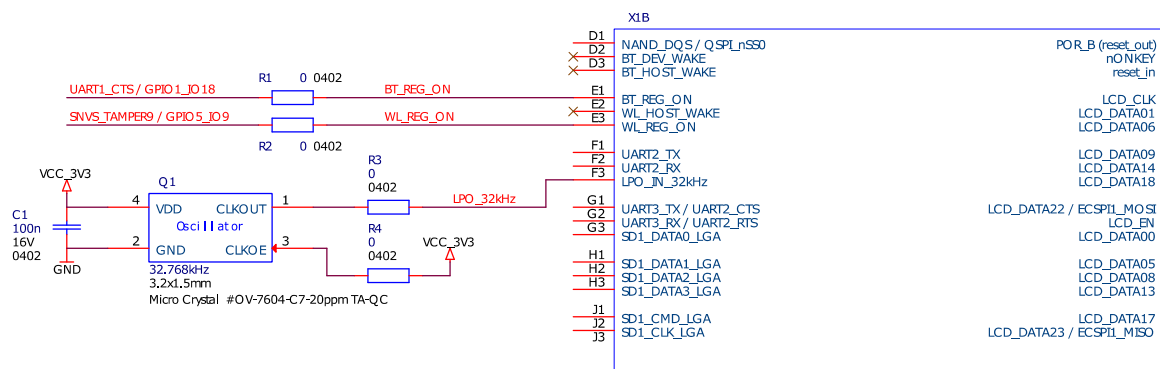 X1B
D1 NAND_DQS / QSPI_nSS0 POR_B (reset_out)
D2 BT_DEV_WAKE nONKEY
D3 BT_HOST_WAKE reset_in
R1 0 0402
UART1_CTS / GPIO1_IO18 BT_REG_ON E1 BT_REG_ON LCD_CLK
E2 WL_HOST_WAKE LCD_DATA01
SNVS_TAMPER9 / GPIO5_IO9 WL_REG_ON E3 WL_REG_ON LCD_DATA06
R2 0 0402
F1 UART2_TX LCD_DATA09
F2 UART2_RX LCD_DATA14
F3 LPO_IN_32kHz LCD_DATA18
R3
0
0402
VCC_3V3 Q1
4 VDD CLKOUT 1 LPO_32kHz
Oscillator
2 GND CLKOE 3
C1
100n
16V
0402
GND
R4
0
0402
VCC_3V3
32.768kHz
3.2x1.5mm
Micro Crystal #OV-7604-C7-20ppm TA-QC
G1 UART3_TX / UART2_CTS LCD_DATA22 / ECSPI1_MOSI
G2 UART3_RX / UART2_RTS LCD_EN
G3 SD1_DATA0_LGA LCD_DATA00
H1 SD1_DATA1_LGA LCD_DATA05
H2 SD1_DATA2_LGA LCD_DATA08
H3 SD1_DATA3_LGA LCD_DATA13
J1 SD1_CMD_LGA LCD_DATA17
J2 SD1_CLK_LGA LCD_DATA23 / ECSPI1_MISO
J3